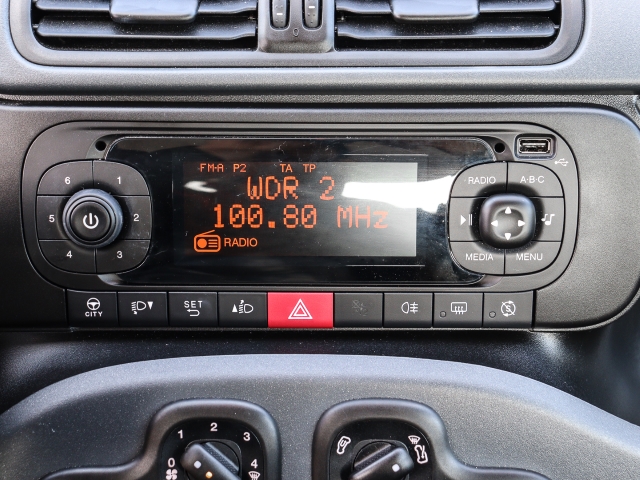 FM-A P2 TA TP
WDR 2
100.80 MHz
RADIO
6 1
5 2
4 3
RADIO A·B·C
MEDIA MENU
CITY
SET
0
0 1 2 3 4